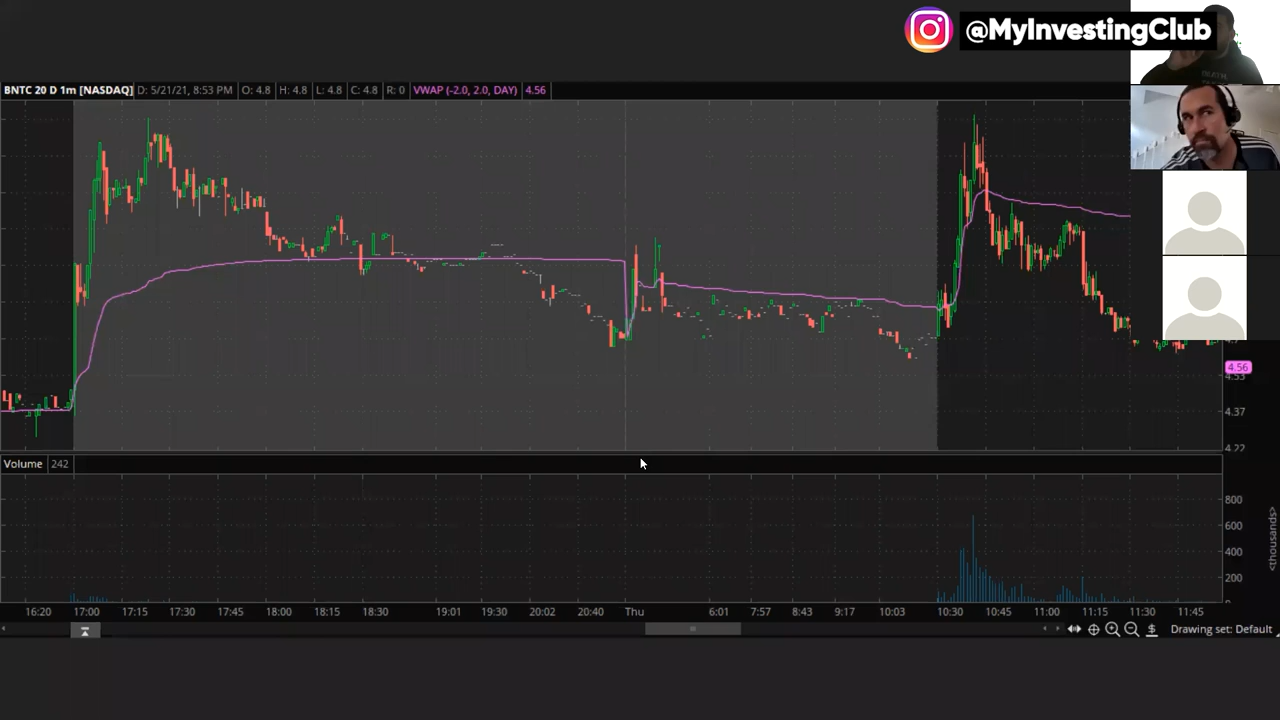 @MyInvestingClub
BNTC 20 D 1m [NASDAQ] D: 5/21/21, 8:53 PM O: 4.8 H: 4.8 L: 4.8 C: 4.8 R: 0 VWAP (-2.0, 2.0, DAY) 4.56
4.56
4.53
4.37
4.22
Volume 242
800
600
400
200
<thousands>
16:20 17:00 17:15 17:30 17:45 18:00 18:15 18:30 19:01 19:30 20:02 20:40 Thu 6:01 7:57 8:43 9:17 10:03 10:30 10:45 11:00 11:15 11:30 11:45
Drawing set: Default